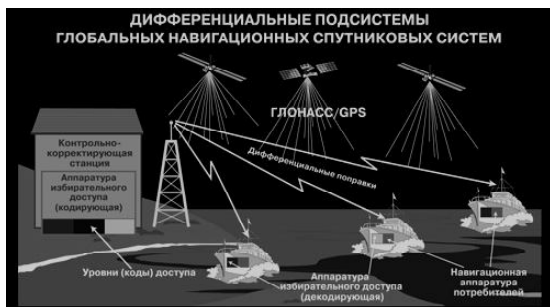 ДИФФЕРЕНЦИАЛЬНЫЕ ПОДСИСТЕМЫ
ГЛОБАЛЬНЫХ НАВИГАЦИОННЫХ СПУТНИКОВЫХ СИСТЕМ
ГЛОНАСС/GPS
Контрольно-
корректирующая
станция
Аппаратура
избирательного
доступа
(кодирующая)
Дифференциальные поправки
Уровни (коды) доступа
Аппаратура
избирательного доступа
(декодирующая)
Навигационная
аппаратура
потребителей